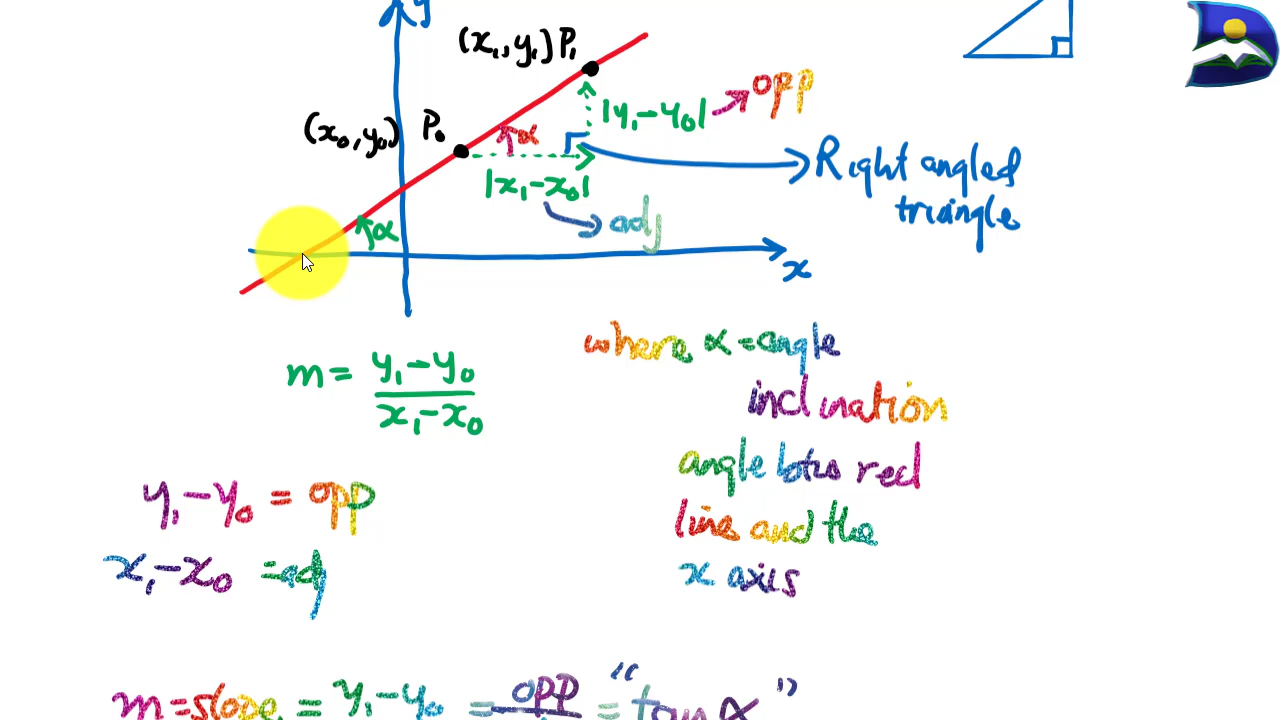 y
(x₁, y₁) P₁
|y₁-y₀| → opp
(x₀, y₀) P₀
α
Right angled
triangle
|x₁-x₀|
adj
α
x
where α = angle
inclination
m = y₁-y₀ / x₁-x₀
angle btw red
line and the
x axis
y₁-y₀ = opp
x₁-x₀ = adj
m = slope = y₁-y₀ = opp = "tan α"